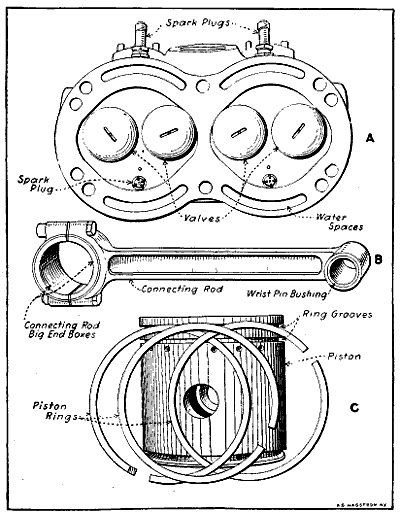 Spark Plugs
A
Spark
Plug
Valves
Water
Spaces
B
Connecting Rod
Wrist Pin Bushing
Connecting Rod
Big End Boxes
Ring Grooves
Piston
Piston
Rings
C
A.G. HAGSTROM N.Y.